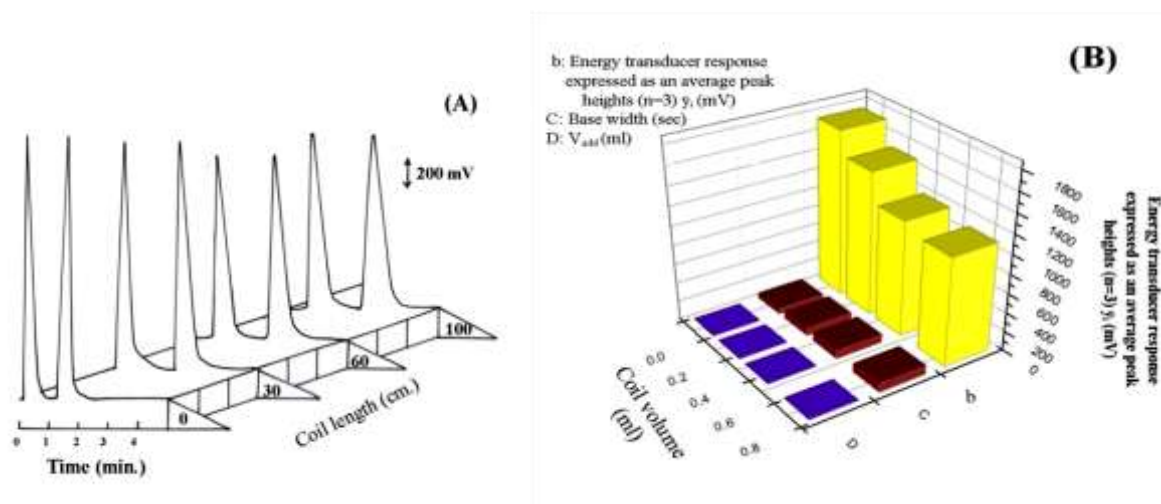 (A)
200 mV
100
60
30
0
Coil length (cm.)
0 1 2 3 4
Time (min.)
(B)
b: Energy transducer response
expressed as an average peak
heights (n=3) yᵢ (mV)
C: Base width (sec)
D: Vadd (ml)
1800
1600
1400
1200
1000
800
600
400
200
0
Energy transducer response
expressed as an average peak
heights (n=3) yᵢ (mV)
0.0
0.2
0.4
0.6
0.8
Coil volume
(ml)
D
C
b